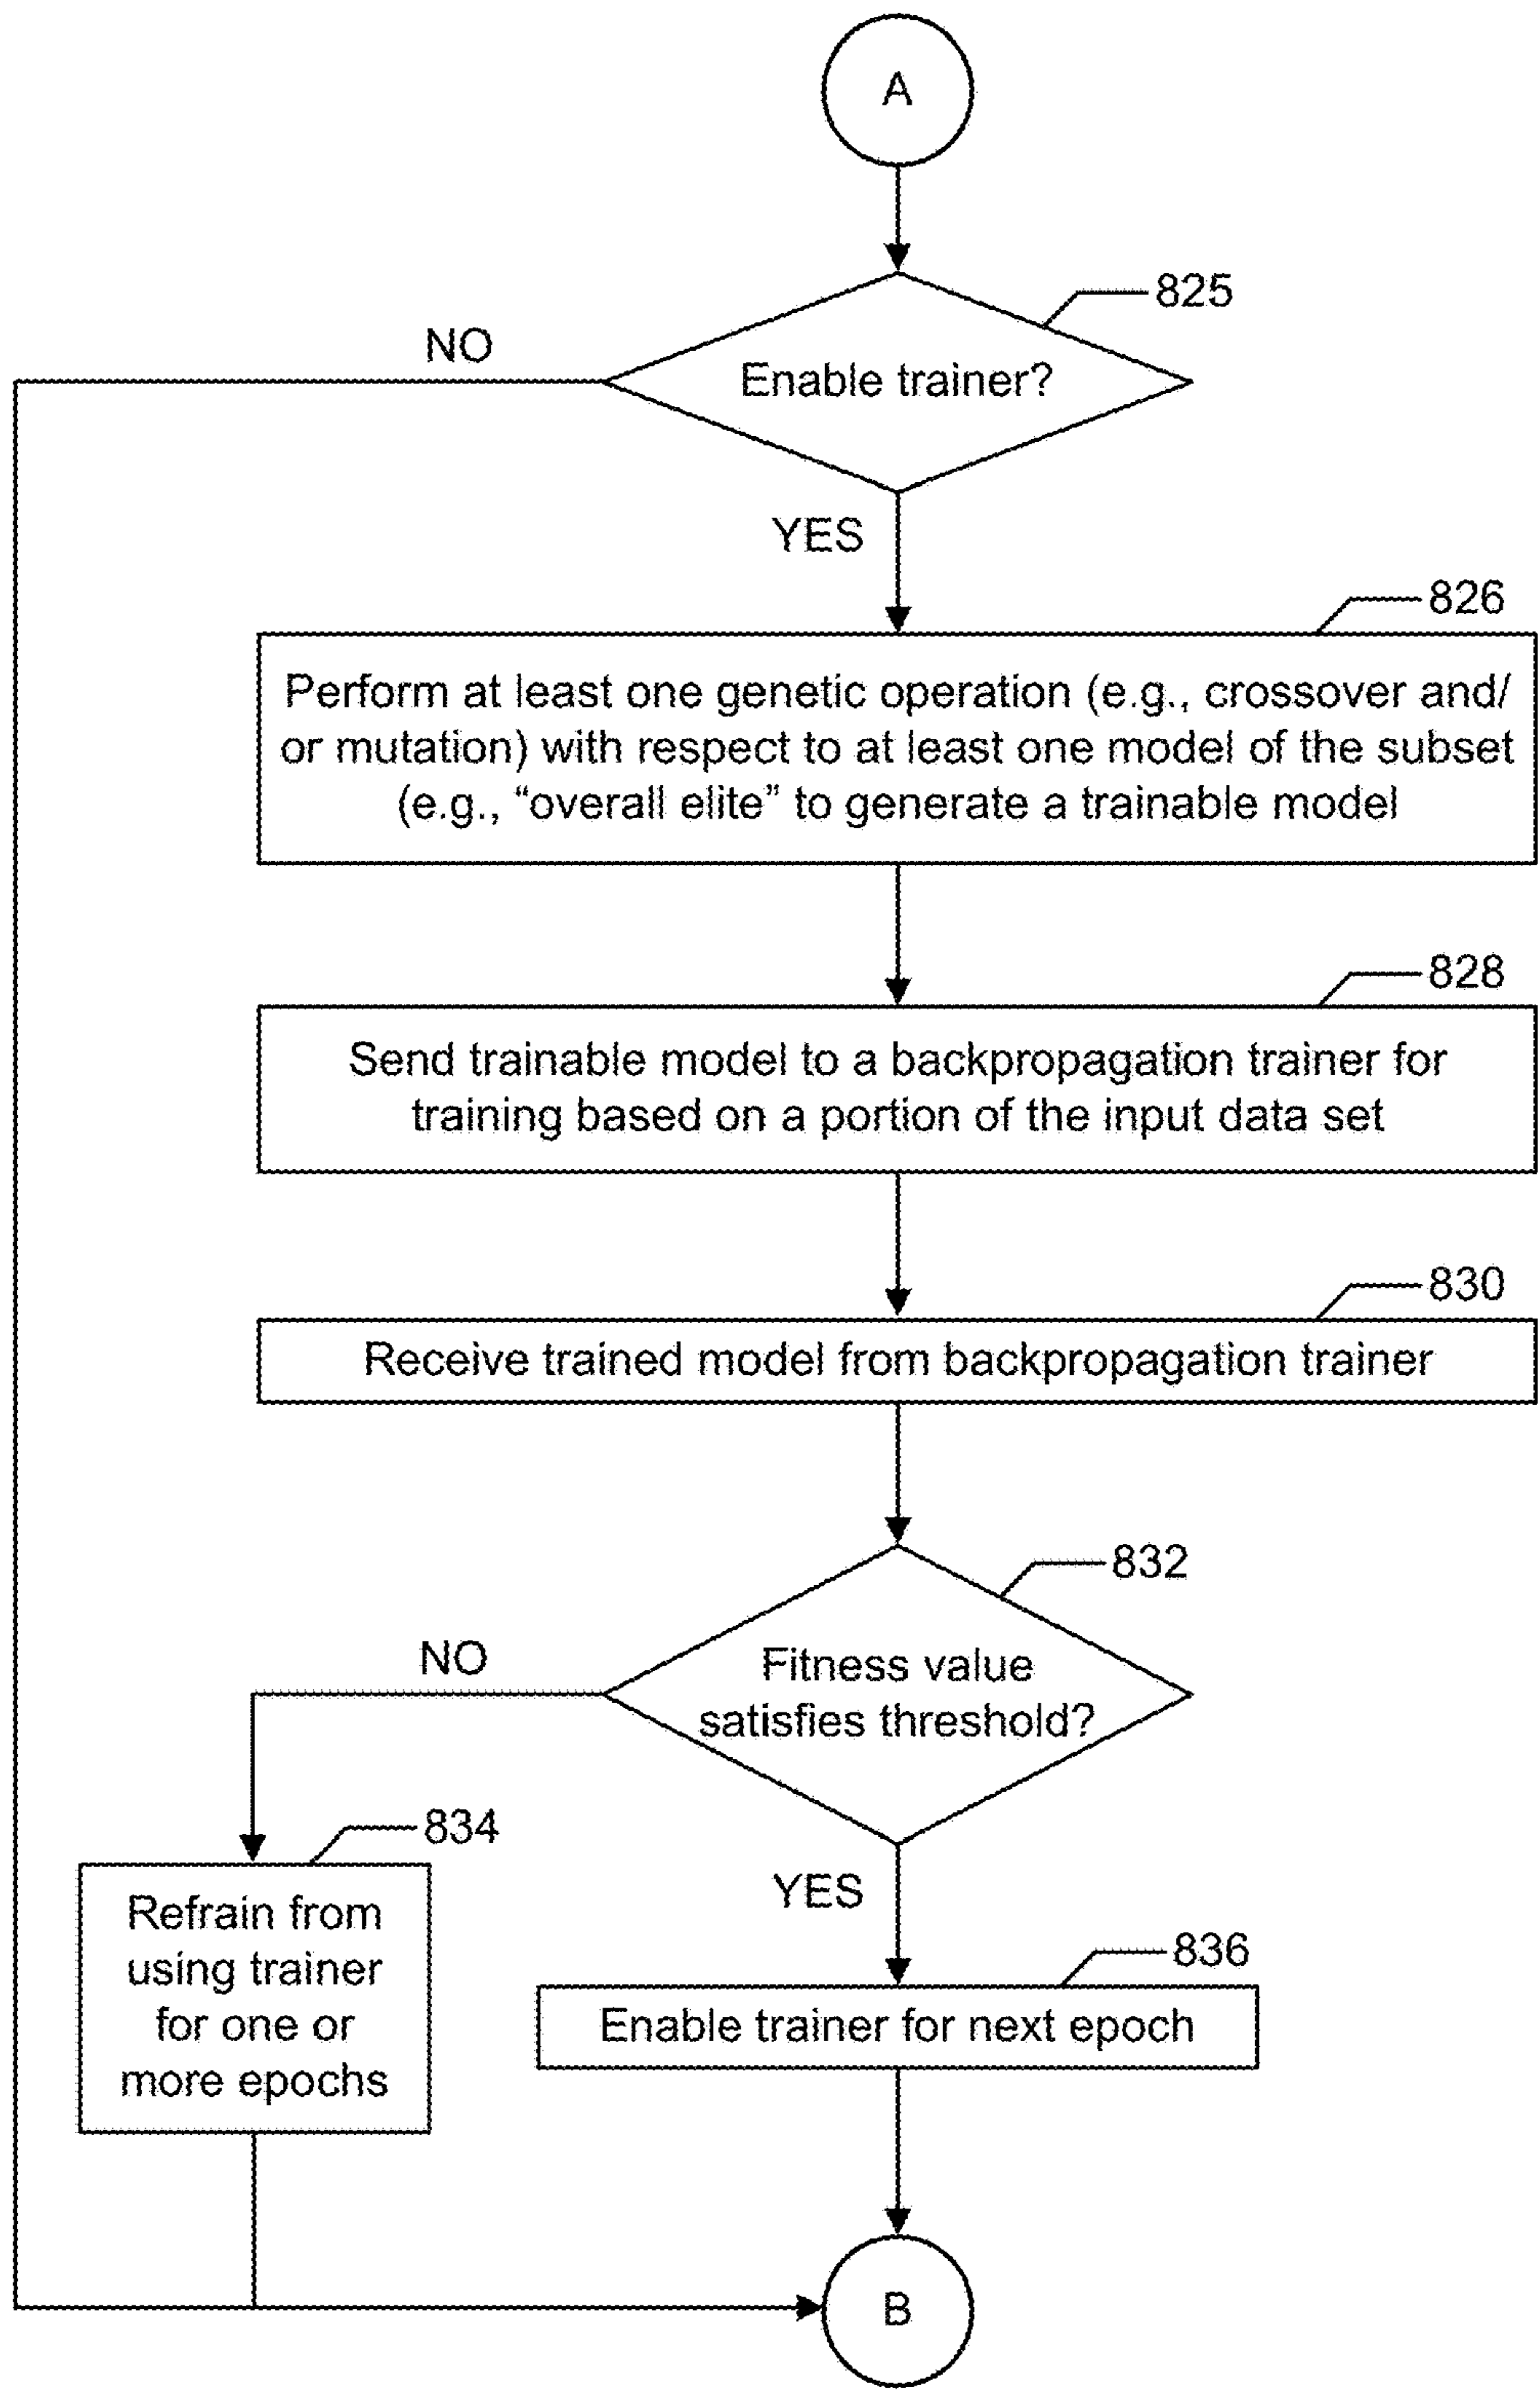 A
825
NO
Enable trainer?
YES
826
Perform at least one genetic operation (e.g., crossover and/
or mutation) with respect to at least one model of the subset
(e.g., “overall elite” to generate a trainable model
828
Send trainable model to a backpropagation trainer for
training based on a portion of the input data set
830
Receive trained model from backpropagation trainer
832
NO
Fitness value
satisfies threshold?
834
YES
Refrain from
using trainer
for one or
more epochs
836
Enable trainer for next epoch
B